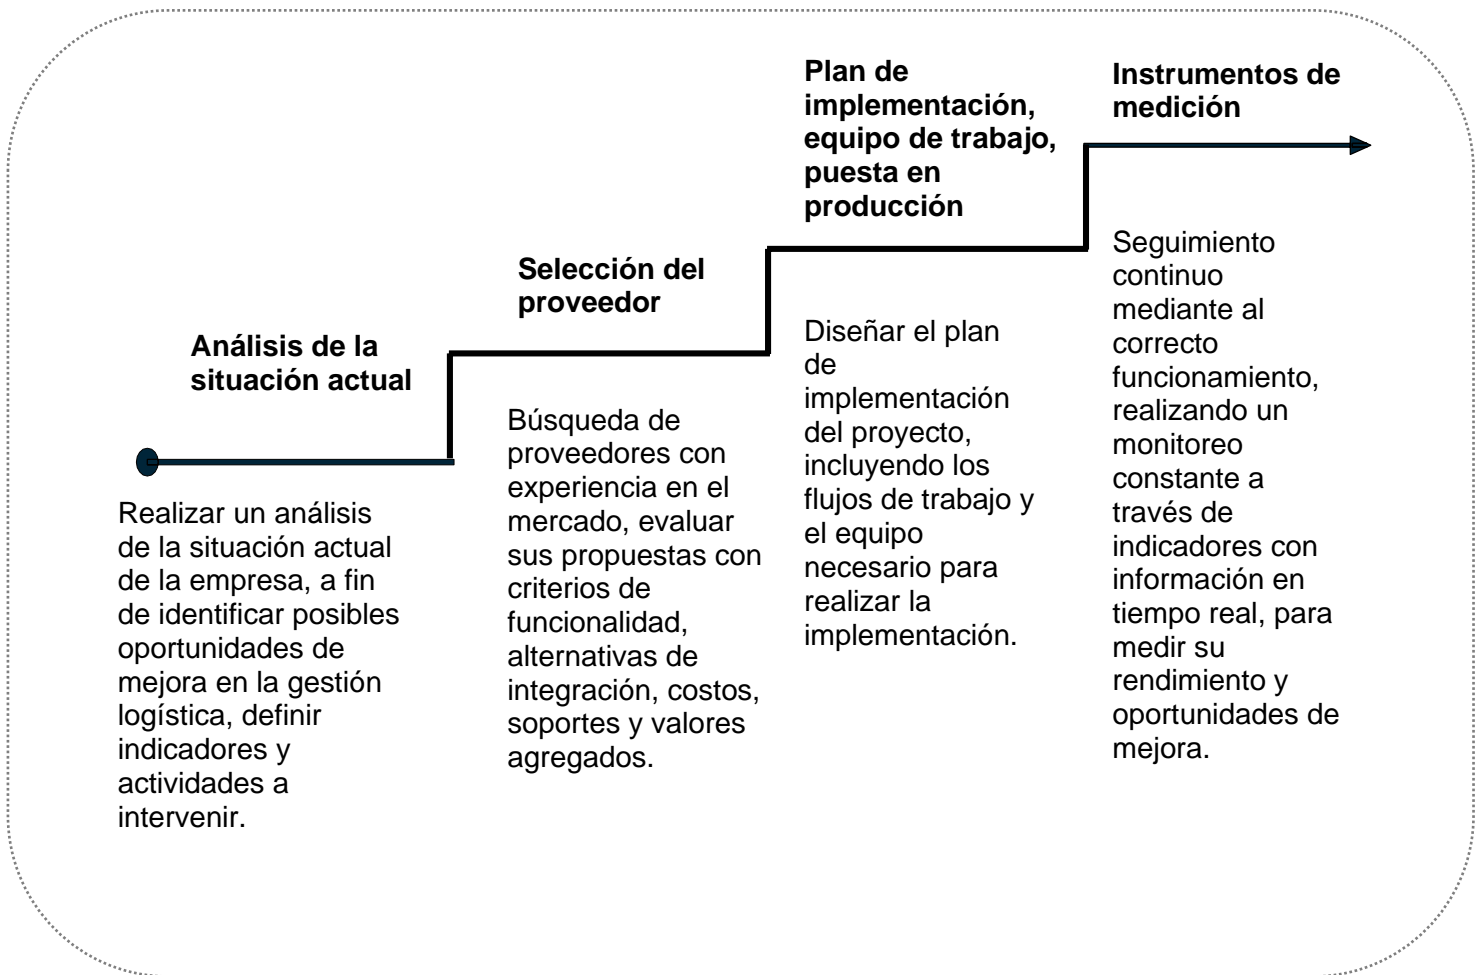 Análisis de la
situación actual
Realizar un análisis
de la situación actual
de la empresa, a fin
de identificar posibles
oportunidades de
mejora en la gestión
logística, definir
indicadores y
actividades a
intervenir.
Selección del
proveedor
Búsqueda de
proveedores con
experiencia en el
mercado, evaluar
sus propuestas con
criterios de
funcionalidad,
alternativas de
integración, costos,
soportes y valores
agregados.
Plan de
implementación,
equipo de trabajo,
puesta en
producción
Diseñar el plan
de
implementación
del proyecto,
incluyendo los
flujos de trabajo y
el equipo
necesario para
realizar la
implementación.
Instrumentos de
medición
Seguimiento
continuo
mediante al
correcto
funcionamiento,
realizando un
monitoreo
constante a
través de
indicadores con
información en
tiempo real, para
medir su
rendimiento y
oportunidades de
mejora.